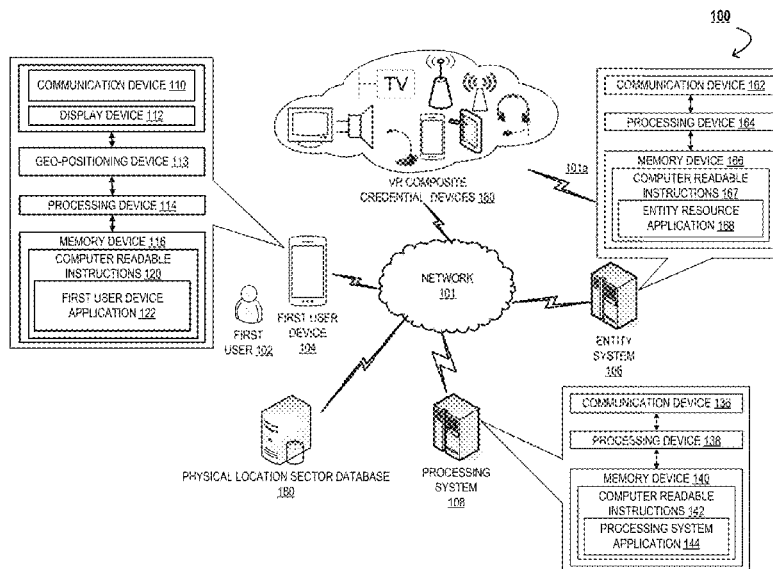 100
COMMUNICATION DEVICE 110
DISPLAY DEVICE 112
GEO-POSITIONING DEVICE 113
PROCESSING DEVICE 114
MEMORY DEVICE 116
COMPUTER READABLE
INSTRUCTIONS 120
FIRST USER DEVICE
APPLICATION 122
FIRST
USER 102
FIRST USER
DEVICE
104
TV
VR COMPOSITE
CREDENTIAL DEVICES
101a
NETWORK
101
COMMUNICATION DEVICE 162
PROCESSING DEVICE 164
MEMORY DEVICE 166
COMPUTER READABLE
INSTRUCTIONS 167
ENTITY RESOURCE
APPLICATION 168
ENTITY
SYSTEM
106
PHYSICAL LOCATION SECTOR DATABASE
PROCESSING
SYSTEM
108
COMMUNICATION DEVICE 136
PROCESSING DEVICE 138
MEMORY DEVICE 140
COMPUTER READABLE
INSTRUCTIONS 142
PROCESSING SYSTEM
APPLICATION 144